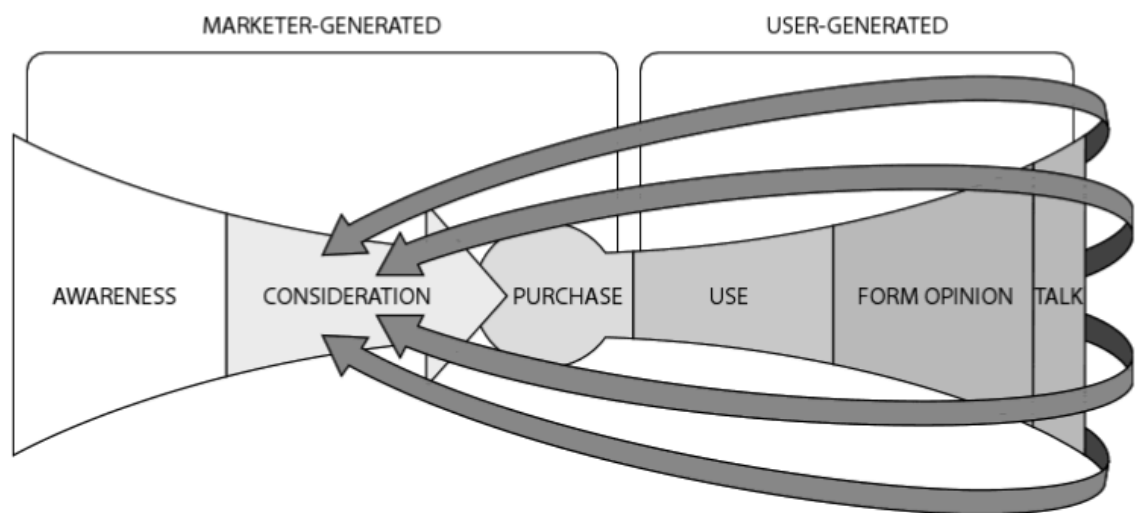 MARKETER-GENERATED
USER-GENERATED
AWARENESS
CONSIDERATION
PURCHASE
USE
FORM OPINION
TALK